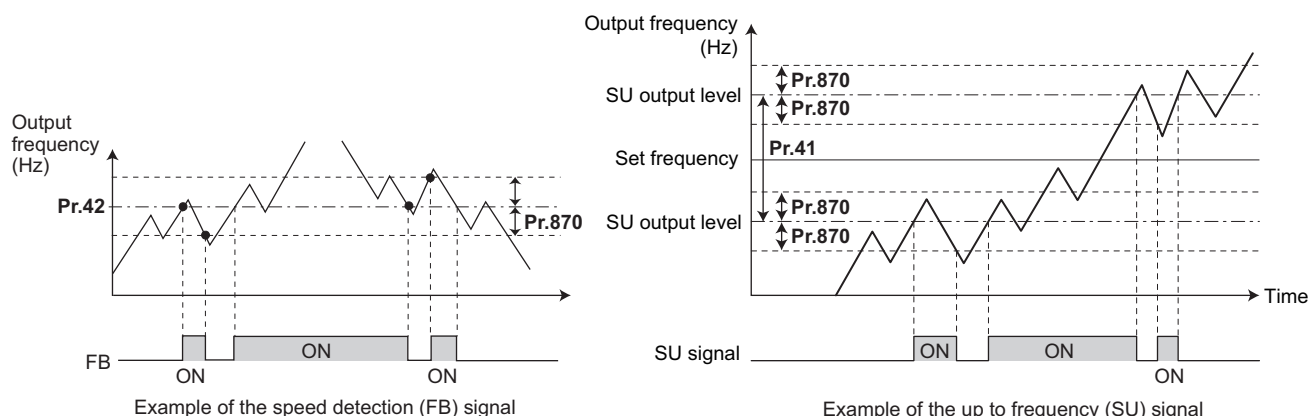 Output
frequency
(Hz)
Pr.42
Pr.870
FB
ON
ON
ON
Example of the speed detection (FB) signal
Output frequency
(Hz)
Pr.870
SU output level
Pr.870
Pr.41
Set frequency
Pr.870
SU output level
Pr.870
Time
SU signal
ON
ON
ON
Example of the up to frequency (SU) signal